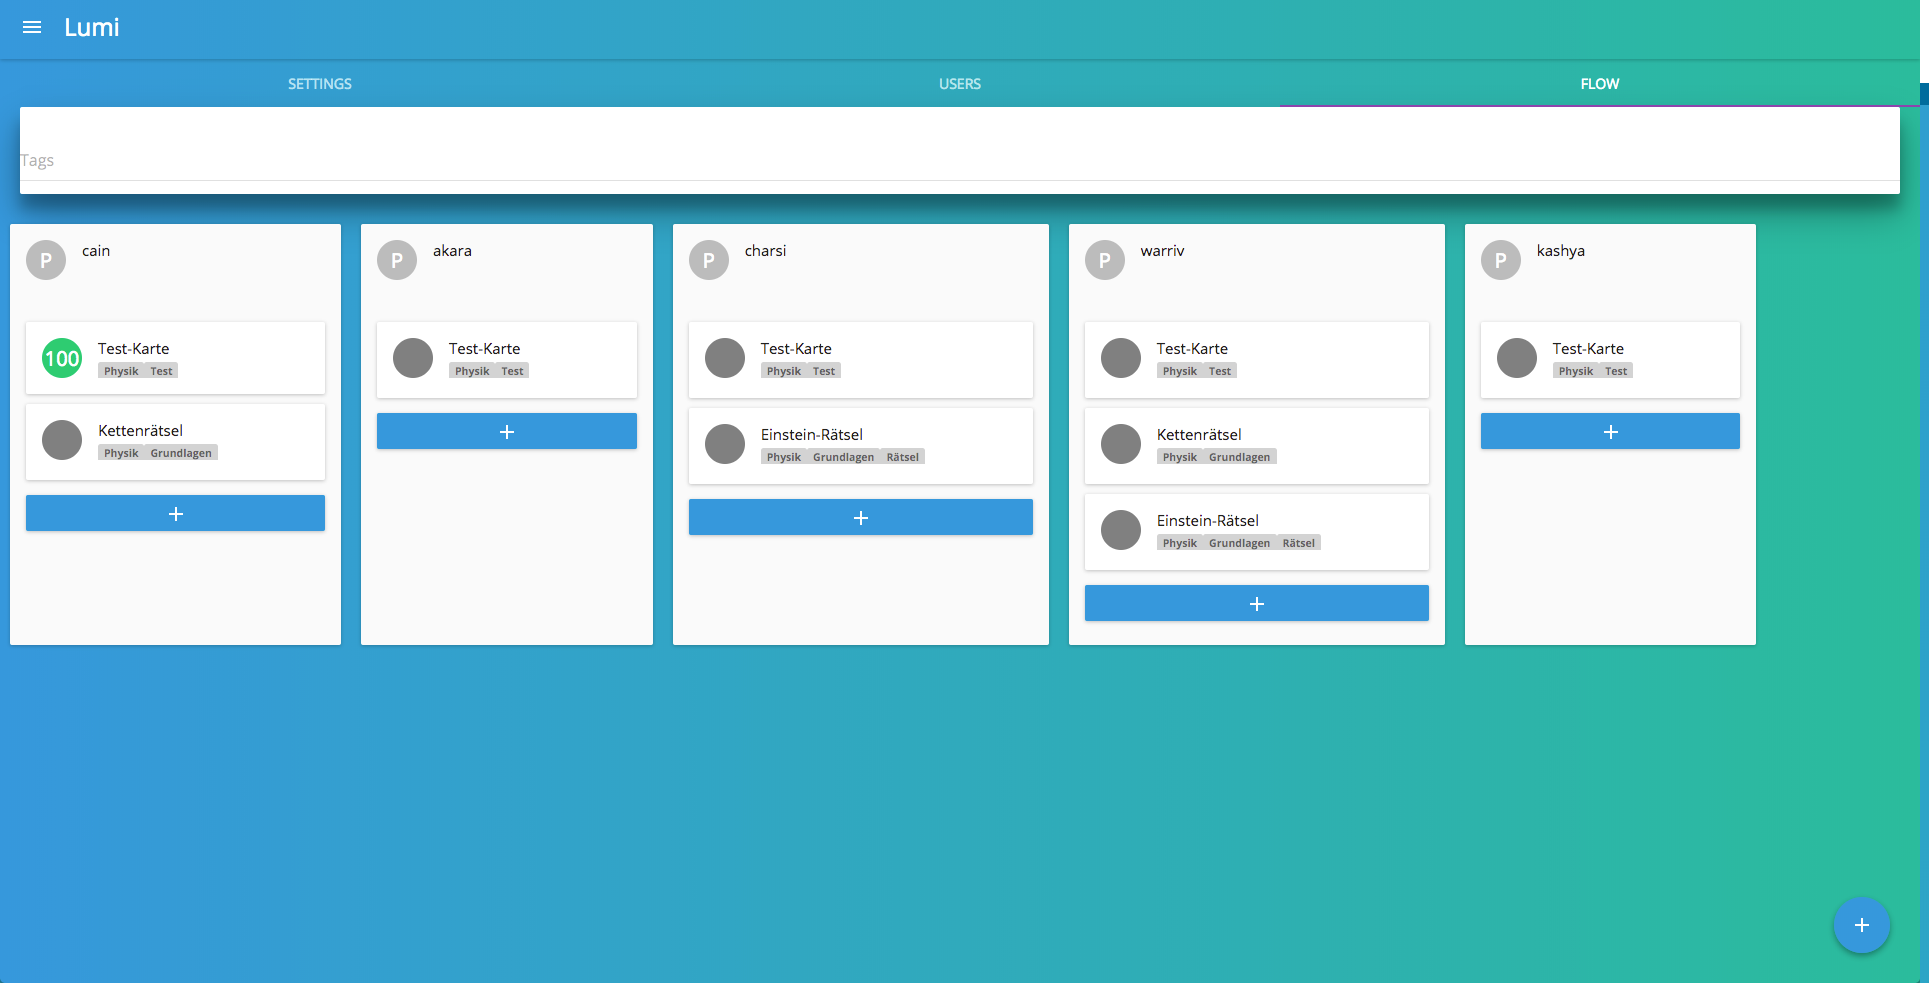 Lumi
SETTINGS
USERS
FLOW
Tags
P
cain
100
Test-Karte
Physik Test
Kettenrätsel
Physik Grundlagen
+
P
akara
Test-Karte
Physik Test
+
P
charsi
Test-Karte
Physik Test
Einstein-Rätsel
Physik Grundlagen Rätsel
+
P
warriv
Test-Karte
Physik Test
Kettenrätsel
Physik Grundlagen
Einstein-Rätsel
Physik Grundlagen Rätsel
+
P
kashya
Test-Karte
Physik Test
+
+